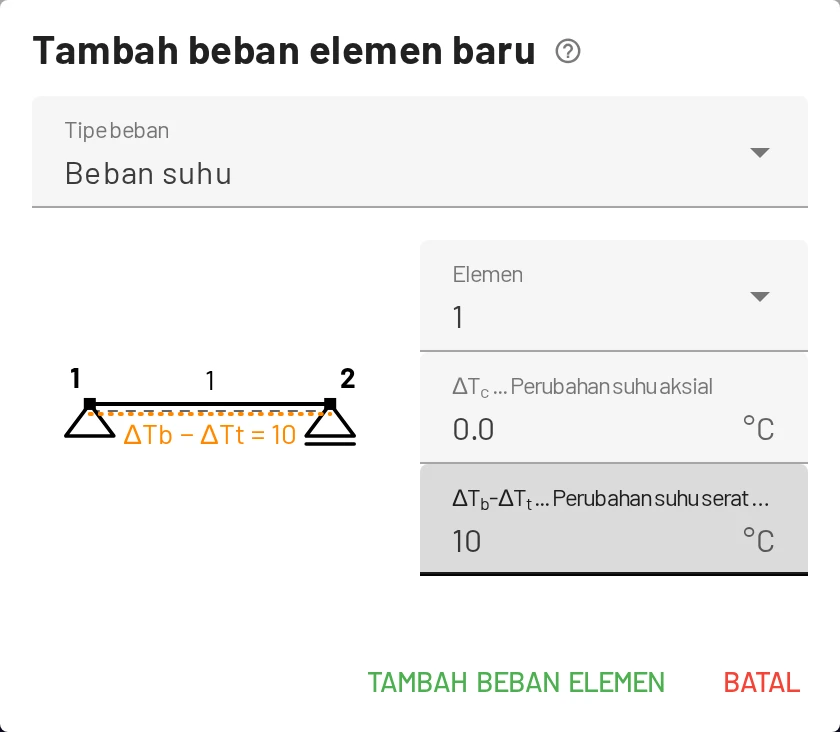 Tambah beban elemen baru ?
Tipe beban
Beban suhu
Elemen
1
1 1 2
ΔTb - ΔTt = 10
ΔTc ... Perubahan suhu aksial
0.0 °C
ΔTb-ΔTt ... Perubahan suhu serat ...
10 °C
TAMBAH BEBAN ELEMEN BATAL